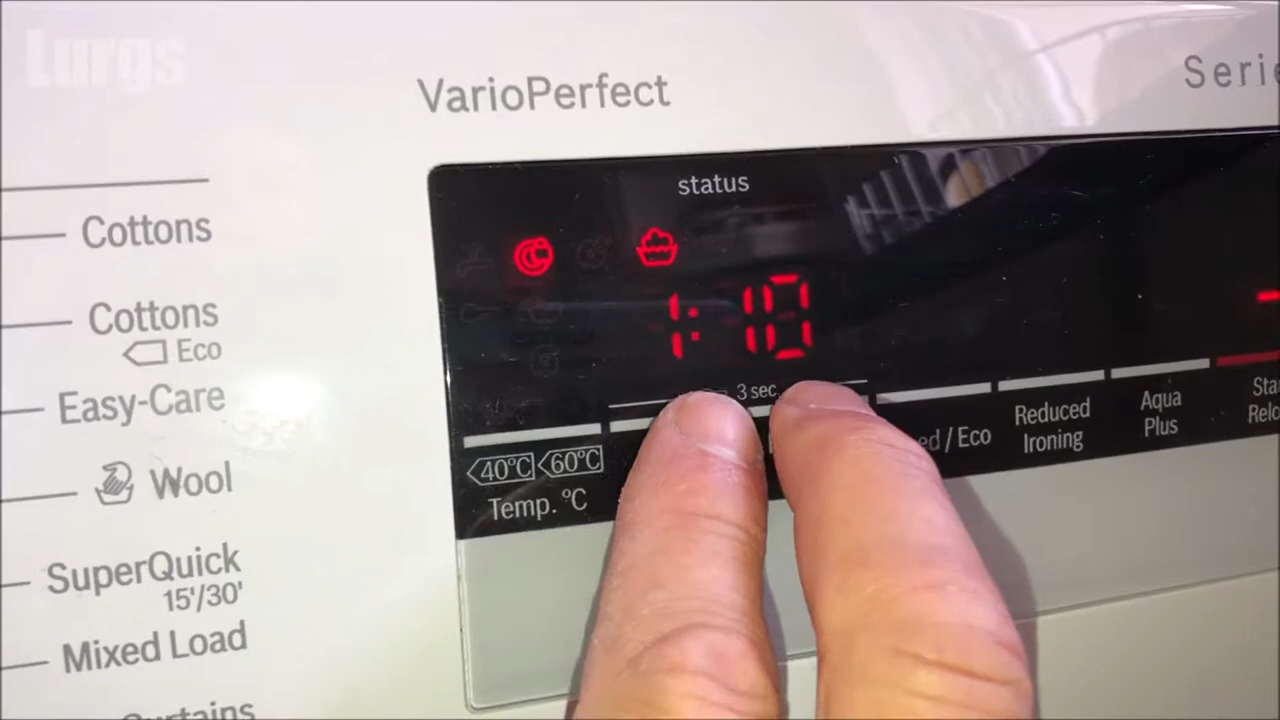 Lurgs
VarioPerfect
Serie
status
1:10
3 sec
Cottons
Cottons
Eco
Easy-Care
Wool
SuperQuick
15'/30'
Mixed Load
40°C 60°C
Temp. °C
ed / Eco
Reduced
Ironing
Aqua
Plus